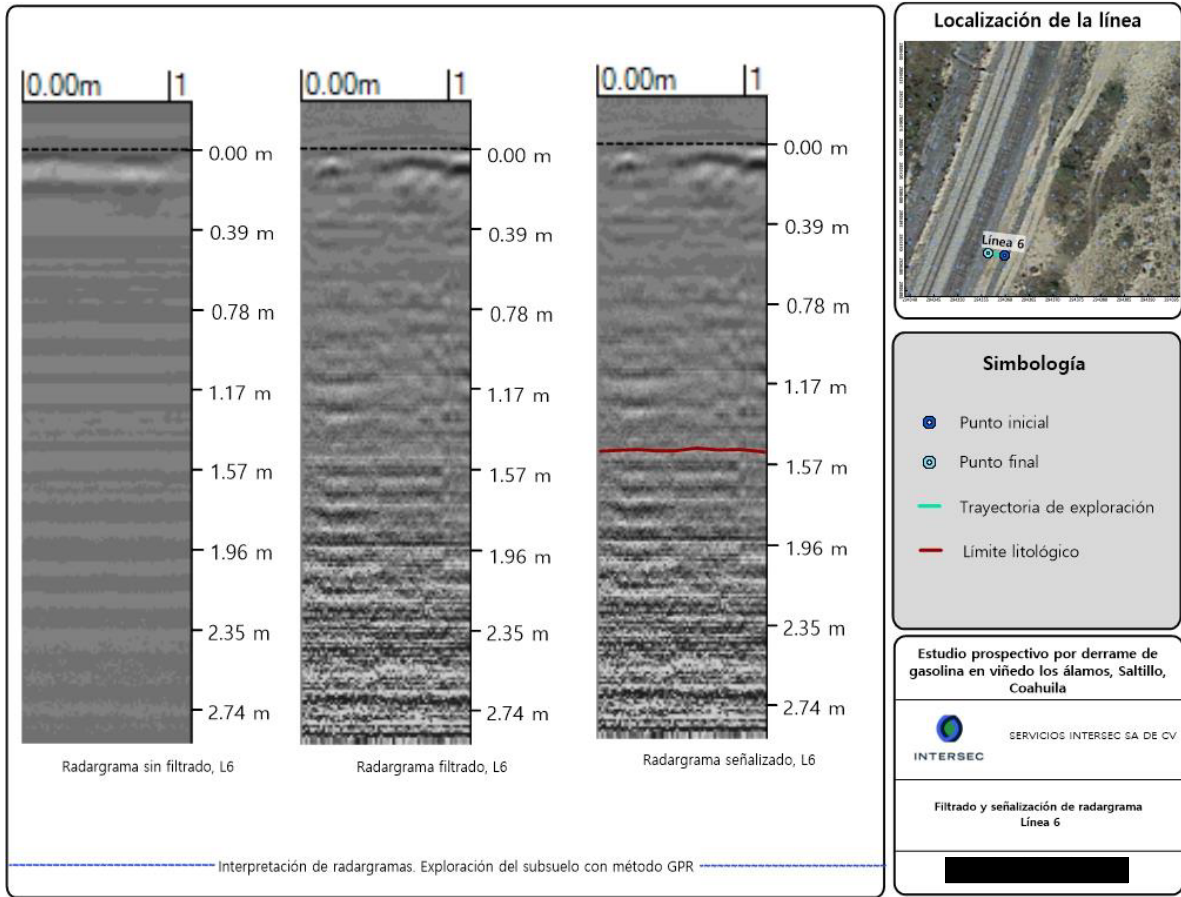 0.00m 1
0.00 m
0.39 m
0.78 m
1.17 m
1.57 m
1.96 m
2.35 m
2.74 m
Radargrama sin filtrado, L6
0.00m 1
0.00 m
0.39 m
0.78 m
1.17 m
1.57 m
1.96 m
2.35 m
2.74 m
Radargrama filtrado, L6
0.00m 1
0.00 m
0.39 m
0.78 m
1.17 m
1.57 m
1.96 m
2.35 m
2.74 m
Radargrama señalizado, L6
Interpretación de radargramas. Exploración del subsuelo con método GPR
Localización de la línea
Línea 6
Simbología
Punto inicial
Punto final
Trayectoria de exploración
Límite litológico
Estudio prospectivo por derrame de
gasolina en viñedo los álamos, Saltillo,
Coahuila
INTERSEC
SERVICIOS INTERSEC SA DE CV
Filtrado y señalización de radargrama
Línea 6